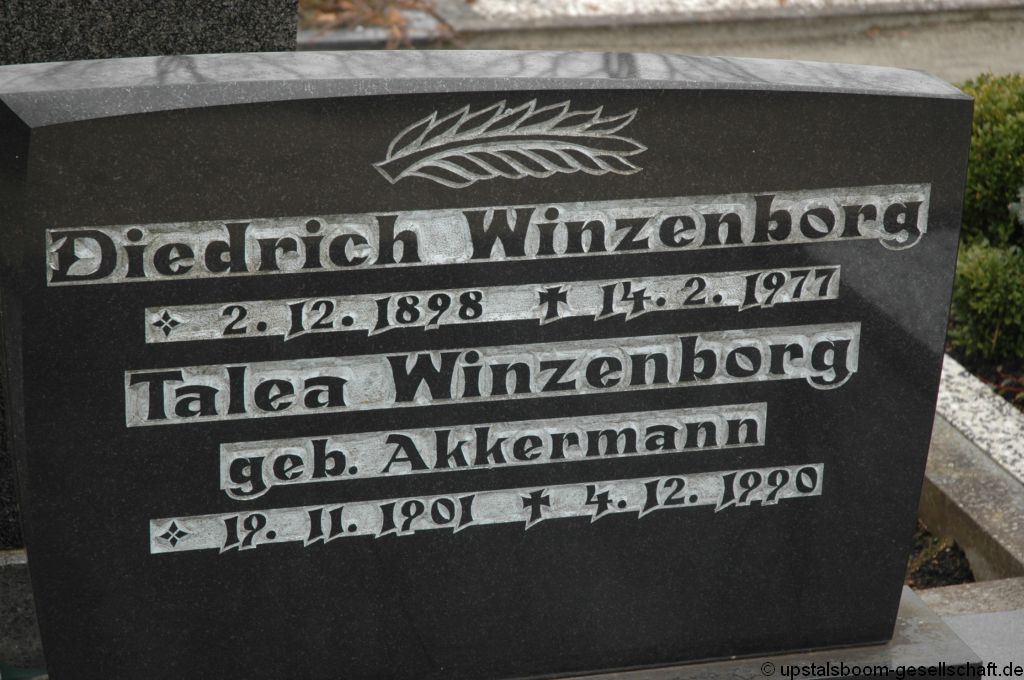 Diedrich Winzenborg
2. 12. 1898 ✝ 14. 2. 1977
Talea Winzenborg
geb. Akkermann
19. 11. 1901 ✝ 4. 12. 1990
© upstalsboom-gesellschaft.de